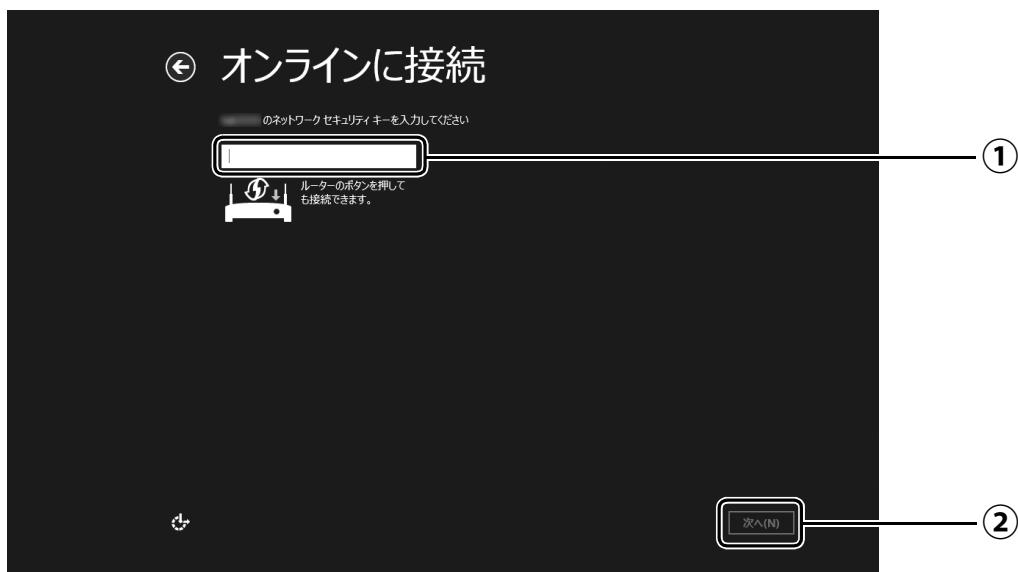 オンラインに接続
のネットワーク セキュリティ キーを入力してください
①
ルーターのボタンを押して
も接続できます。
次へ(N)
②